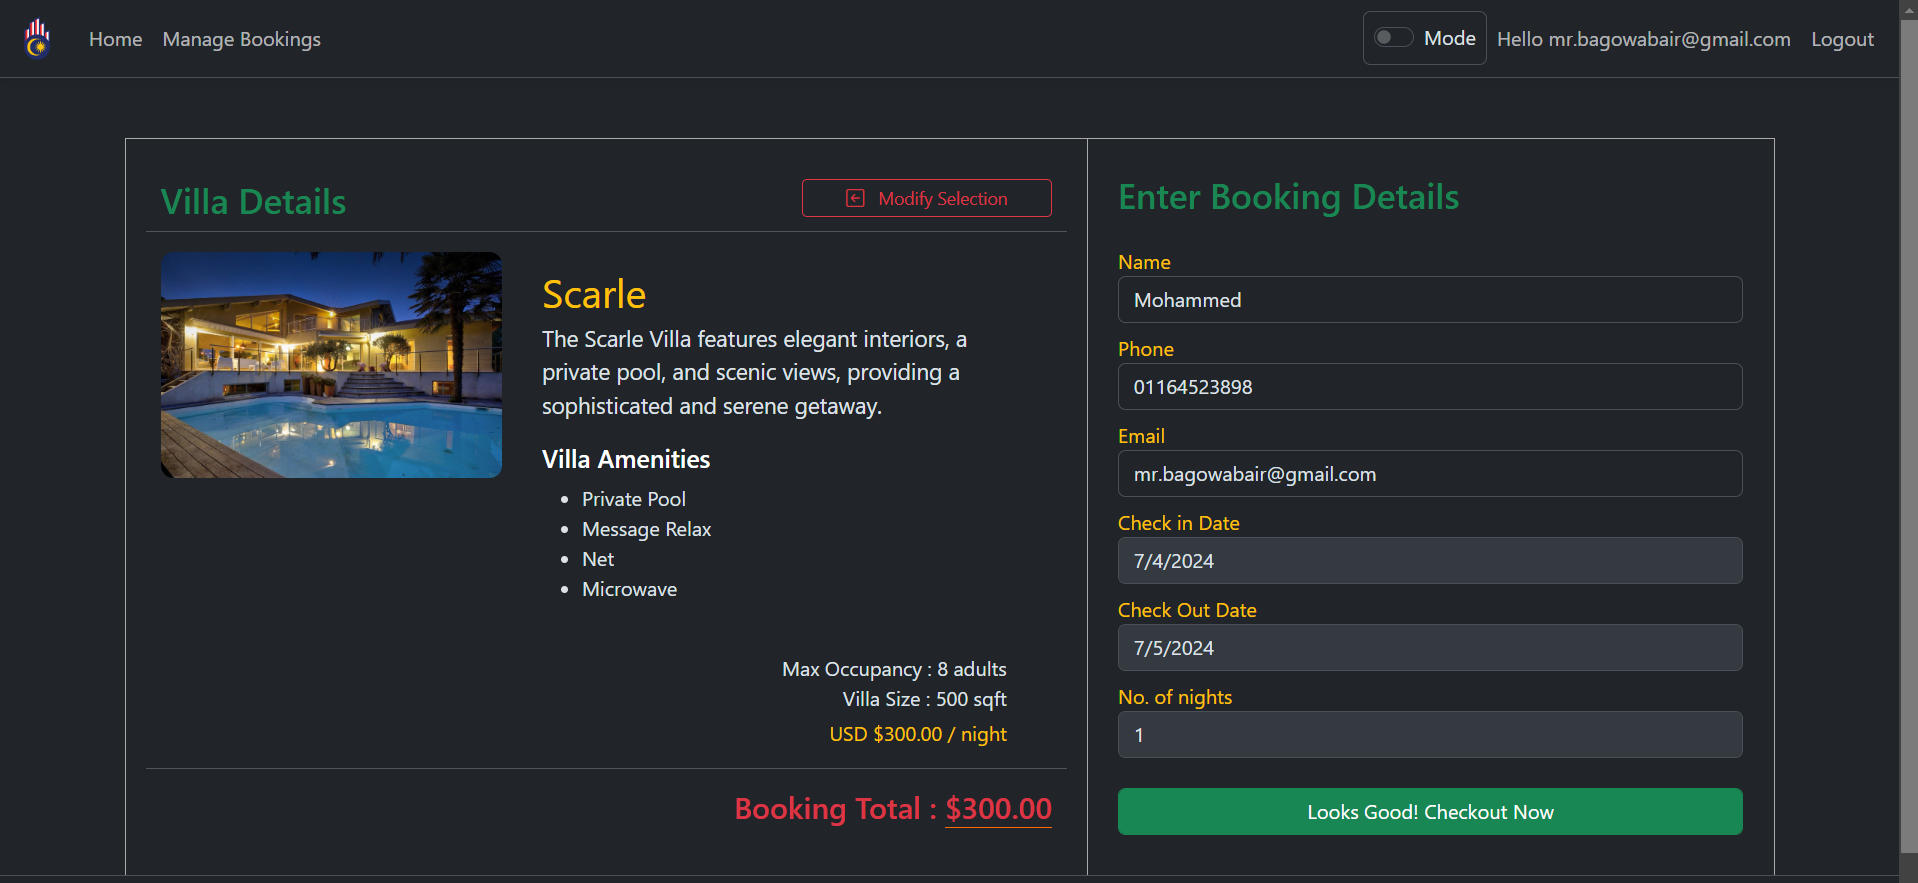 Home Manage Bookings Mode Hello mr.bagowabair@gmail.com Logout
Villa Details Modify Selection
Scarle
The Scarle Villa features elegant interiors, a
private pool, and scenic views, providing a
sophisticated and serene getaway.
Villa Amenities
Private Pool
Message Relax
Net
Microwave
Max Occupancy : 8 adults
Villa Size : 500 sqft
USD $300.00 / night
Booking Total : $300.00
Enter Booking Details
Name
Mohammed
Phone
01164523898
Email
mr.bagowabair@gmail.com
Check in Date
7/4/2024
Check Out Date
7/5/2024
No. of nights
1
Looks Good! Checkout Now